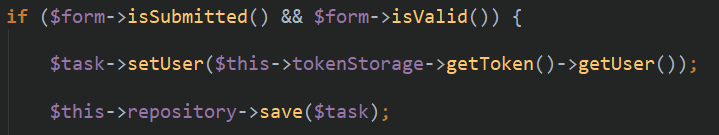 if ($form->isSubmitted() && $form->isValid()) {
$task->setUser($this->tokenStorage->getToken()->getUser());
$this->repository->save($task);